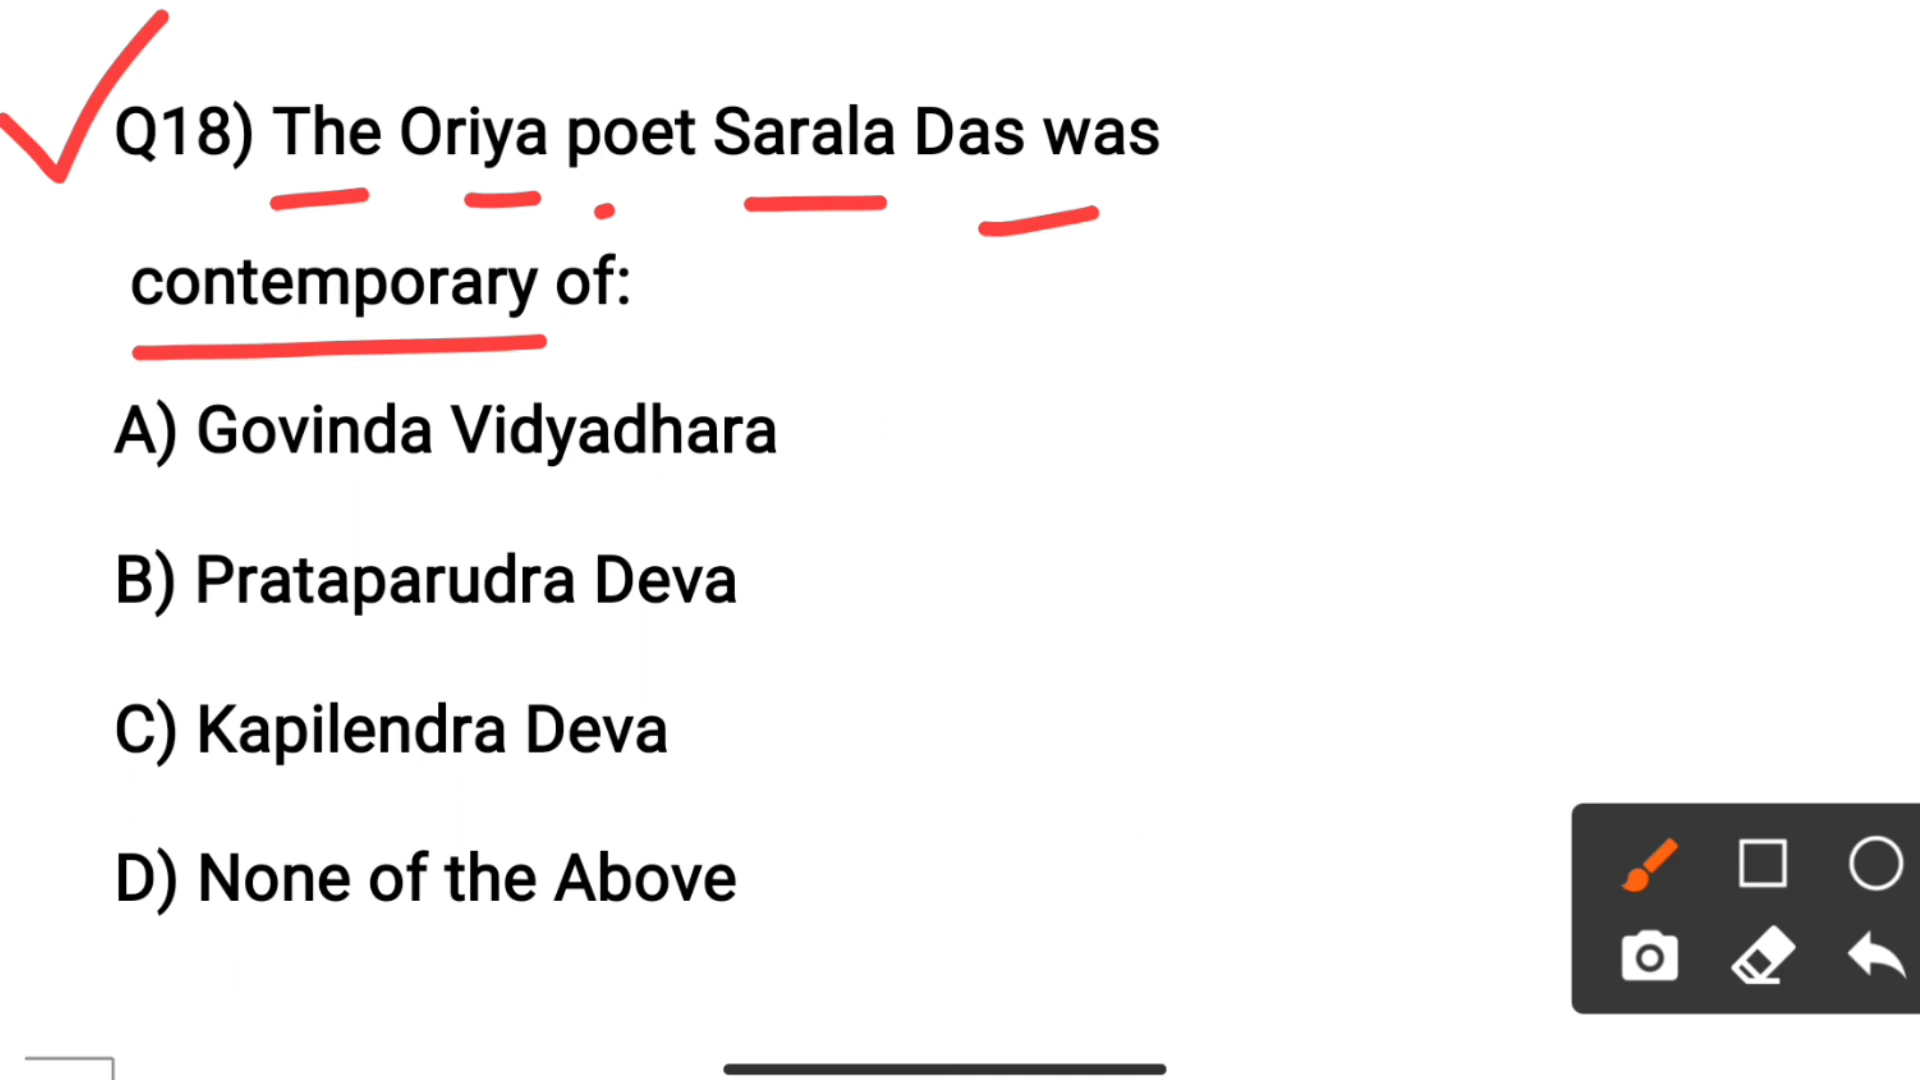 Q18) The Oriya poet Sarala Das was
contemporary of:
A) Govinda Vidyadhara
B) Prataparudra Deva
C) Kapilendra Deva
D) None of the Above